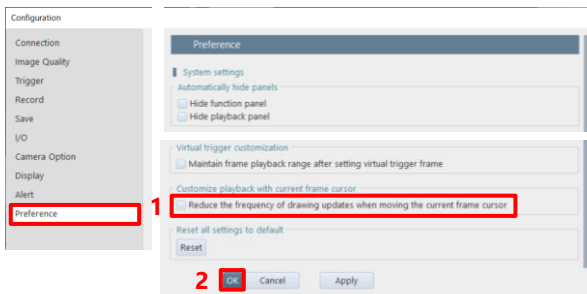 Configuration
Connection
Image Quality
Trigger
Record
Save
I/O
Camera Option
Display
Alert
Preference
Preference
System settings
Automatically hide panels
Hide function panel
Hide playback panel
Virtual trigger customization
Maintain frame playback range after setting virtual trigger frame
Customize playback with current frame cursor
1 Reduce the frequency of drawing updates when moving the current frame cursor
Reset all settings to default
Reset
2 OK Cancel Apply